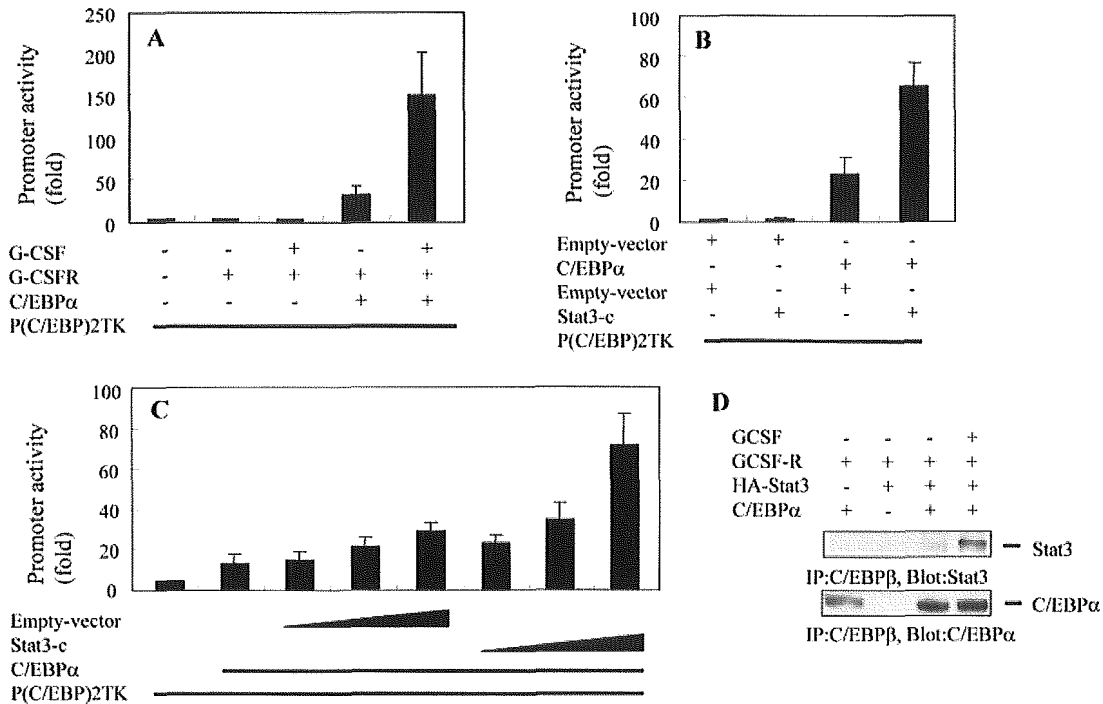 A
Promoter activity
(fold)
250
200
150
100
50
0
G-CSF - - + - +
G-CSFR - + + + +
C/EBPα - - - + +
P(C/EBP)2TK
B
Promoter activity
(fold)
100
80
60
40
20
0
Empty-vector + + - -
C/EBPα - - + +
Empty-vector + - + -
Stat3-c - + - +
P(C/EBP)2TK
C
Promoter activity
(fold)
100
80
60
40
20
0
Empty-vector
Stat3-c
C/EBPα
P(C/EBP)2TK
D
GCSF - - - +
GCSF-R + + + +
HA-Stat3 - + + +
C/EBPα + - + +
Stat3
IP:C/EBPβ, Blot:Stat3
C/EBPα
IP:C/EBPβ, Blot:C/EBPα